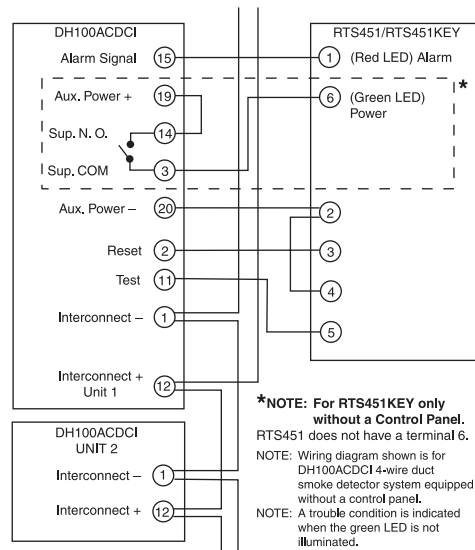 DH100ACDCI
RTS451/RTS451KEY
Alarm Signal 15
1 (Red LED) Alarm
*
Aux. Power + 19
6 (Green LED)
Power
Sup. N. O. 14
Sup. COM 3
Aux. Power – 20
2
Reset 2
3
Test 11
4
Interconnect – 1
5
Interconnect + 12
Unit 1
*NOTE: For RTS451KEY only
without a Control Panel.
RTS451 does not have a terminal 6.
NOTE: Wiring diagram shown is for
DH100ACDCI 4-wire duct
smoke detector system equipped
without a control panel.
NOTE: A trouble condition is indicated
when the green LED is not
illuminated.
DH100ACDCI
UNIT 2
Interconnect – 1
Interconnect + 12